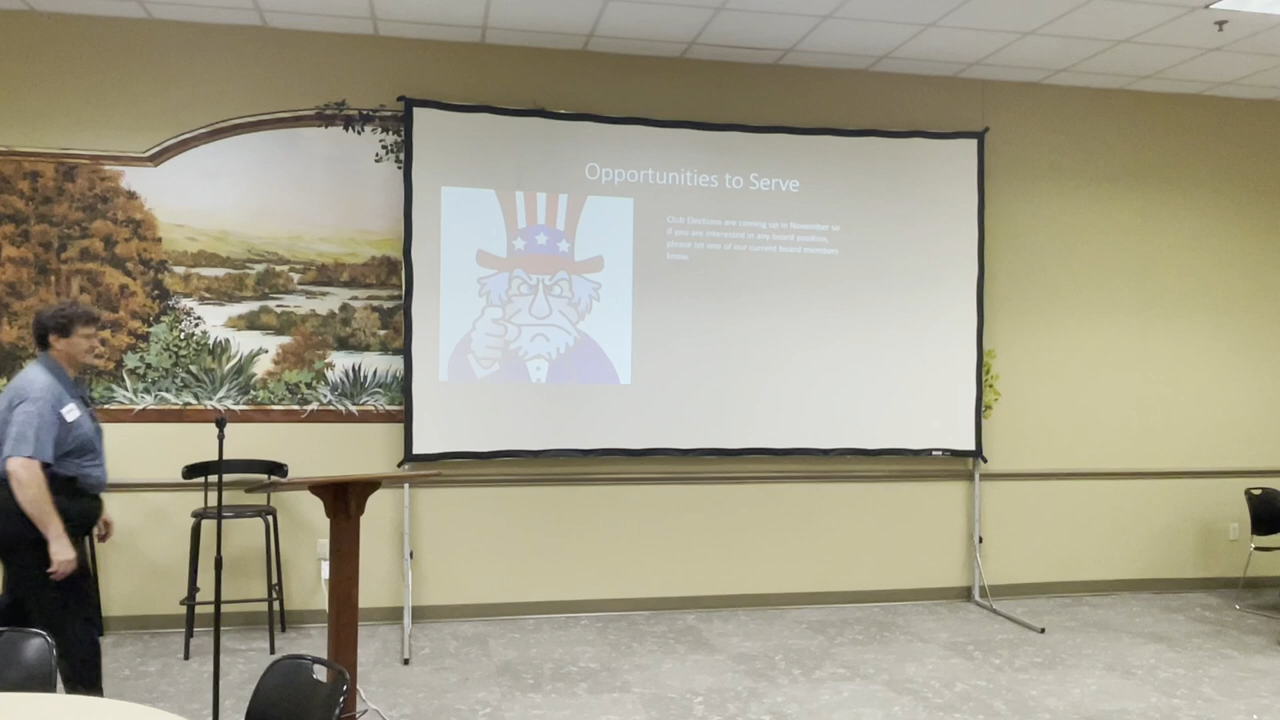 Opportunities to Serve
Club Elections are coming up in November so
if you are interested in any board position,
please let one of our current board members
know.